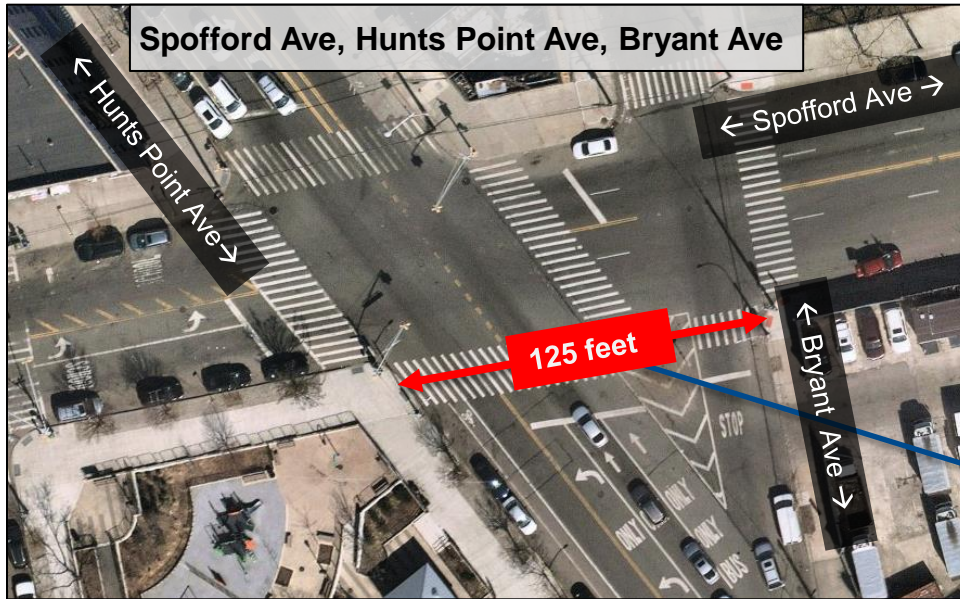 Spofford Ave, Hunts Point Ave, Bryant Ave
← Hunts Point Ave→
← Spofford Ave →
125 feet
← Bryant Ave →
STOP
ONLY
ONLY
ONLY
ONLY
BUS